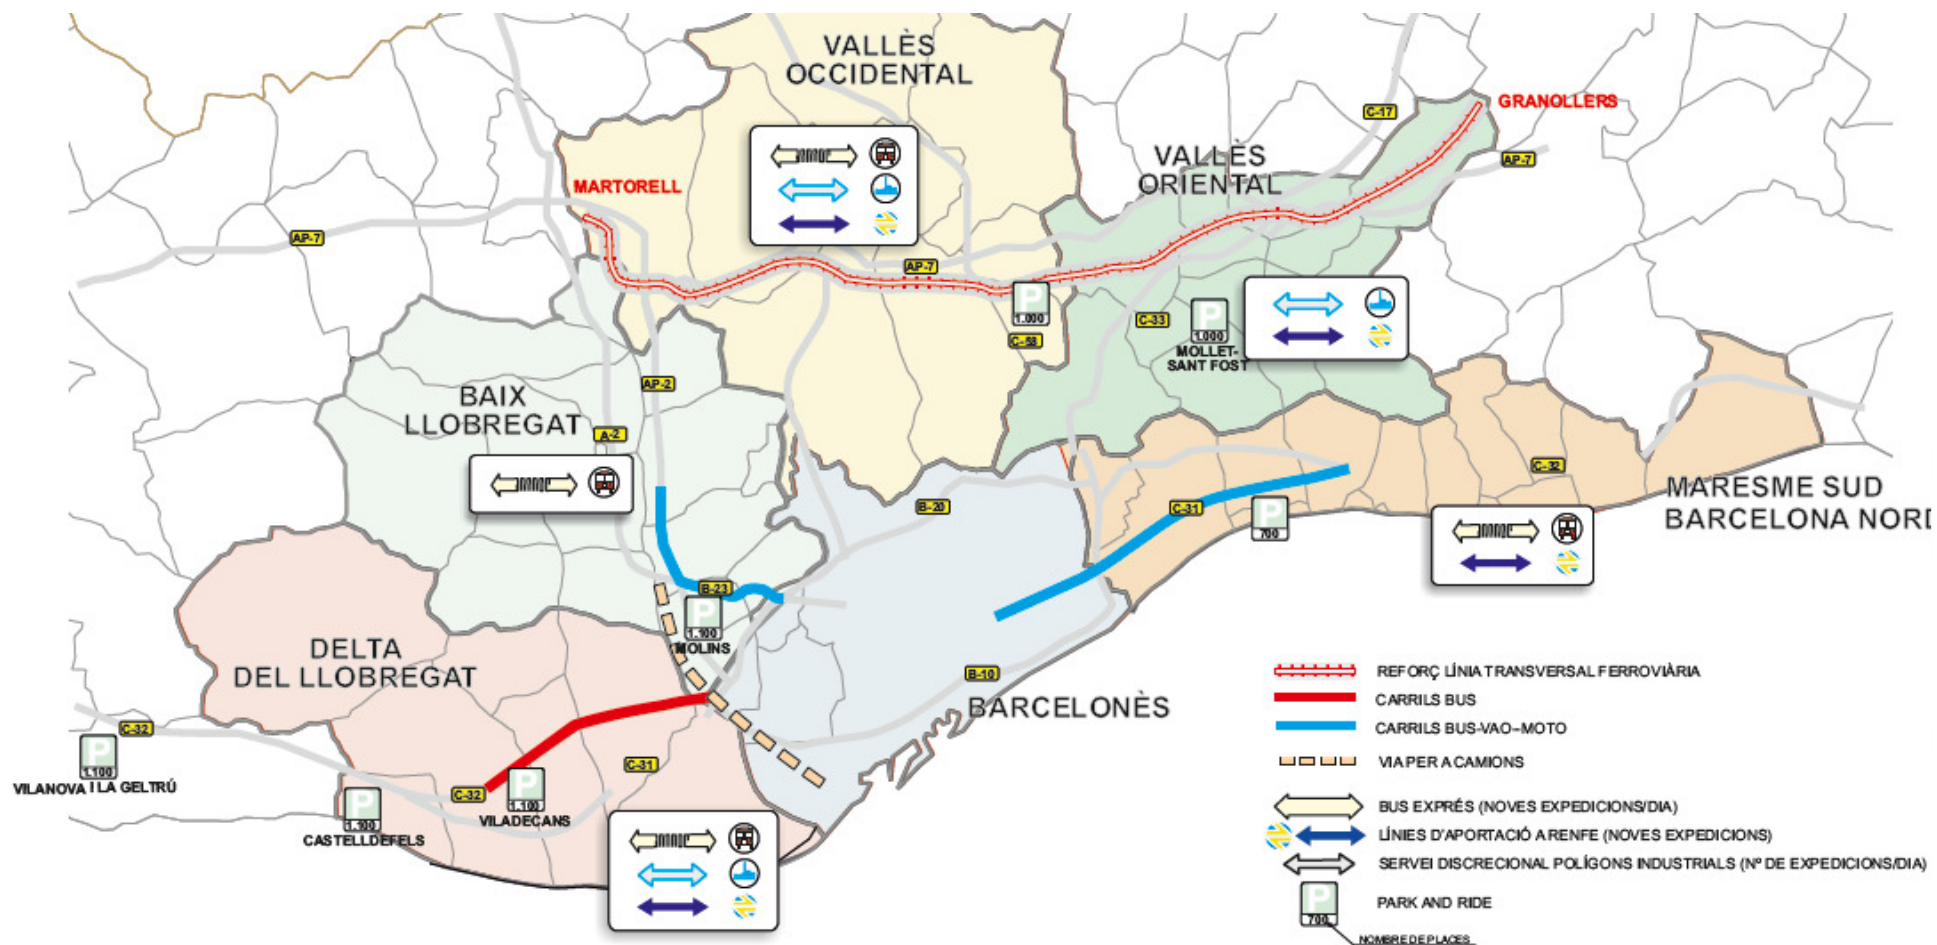 VALLÈS
OCCIDENTAL
GRANOLLERS
C-17
VALLÈS
ORIENTAL
AP-7
MARTORELL
AP-7
AP-7
P
1.000
C-58
C-33
P
1.000
MOLLET-
SANT FOST
AP-2
BAIX
LLOBREGAT
A-2
C-32
MARESME SUD
BARCELONA NORD
B-20
C-31
P
700
B-23
P
1.100
MOLINS
DELTA
DEL LLOBREGAT
B-10
BARCELONÈS
C-32
P
1.100
VILANOVA I LA GELTRÚ
C-31
C-32
P
1.100
VILADECANS
P
1.100
CASTELLDEFELS
REFORÇ LÍNIA TRANSVERSAL FERROVIÀRIA
CARRILS BUS
CARRILS BUS-VAO-MOTO
VIA PER A CAMIONS
BUS EXPRÉS (NOVES EXPEDICIONS/DIA)
LÍNIES D'APORTACIÓ A RENFE (NOVES EXPEDICIONS)
SERVEI DISCRECIONAL POLÍGONS INDUSTRIALS (Nº DE EXPEDICIONS/DIA)
P
700
PARK AND RIDE
NOMBRE DE PLACES